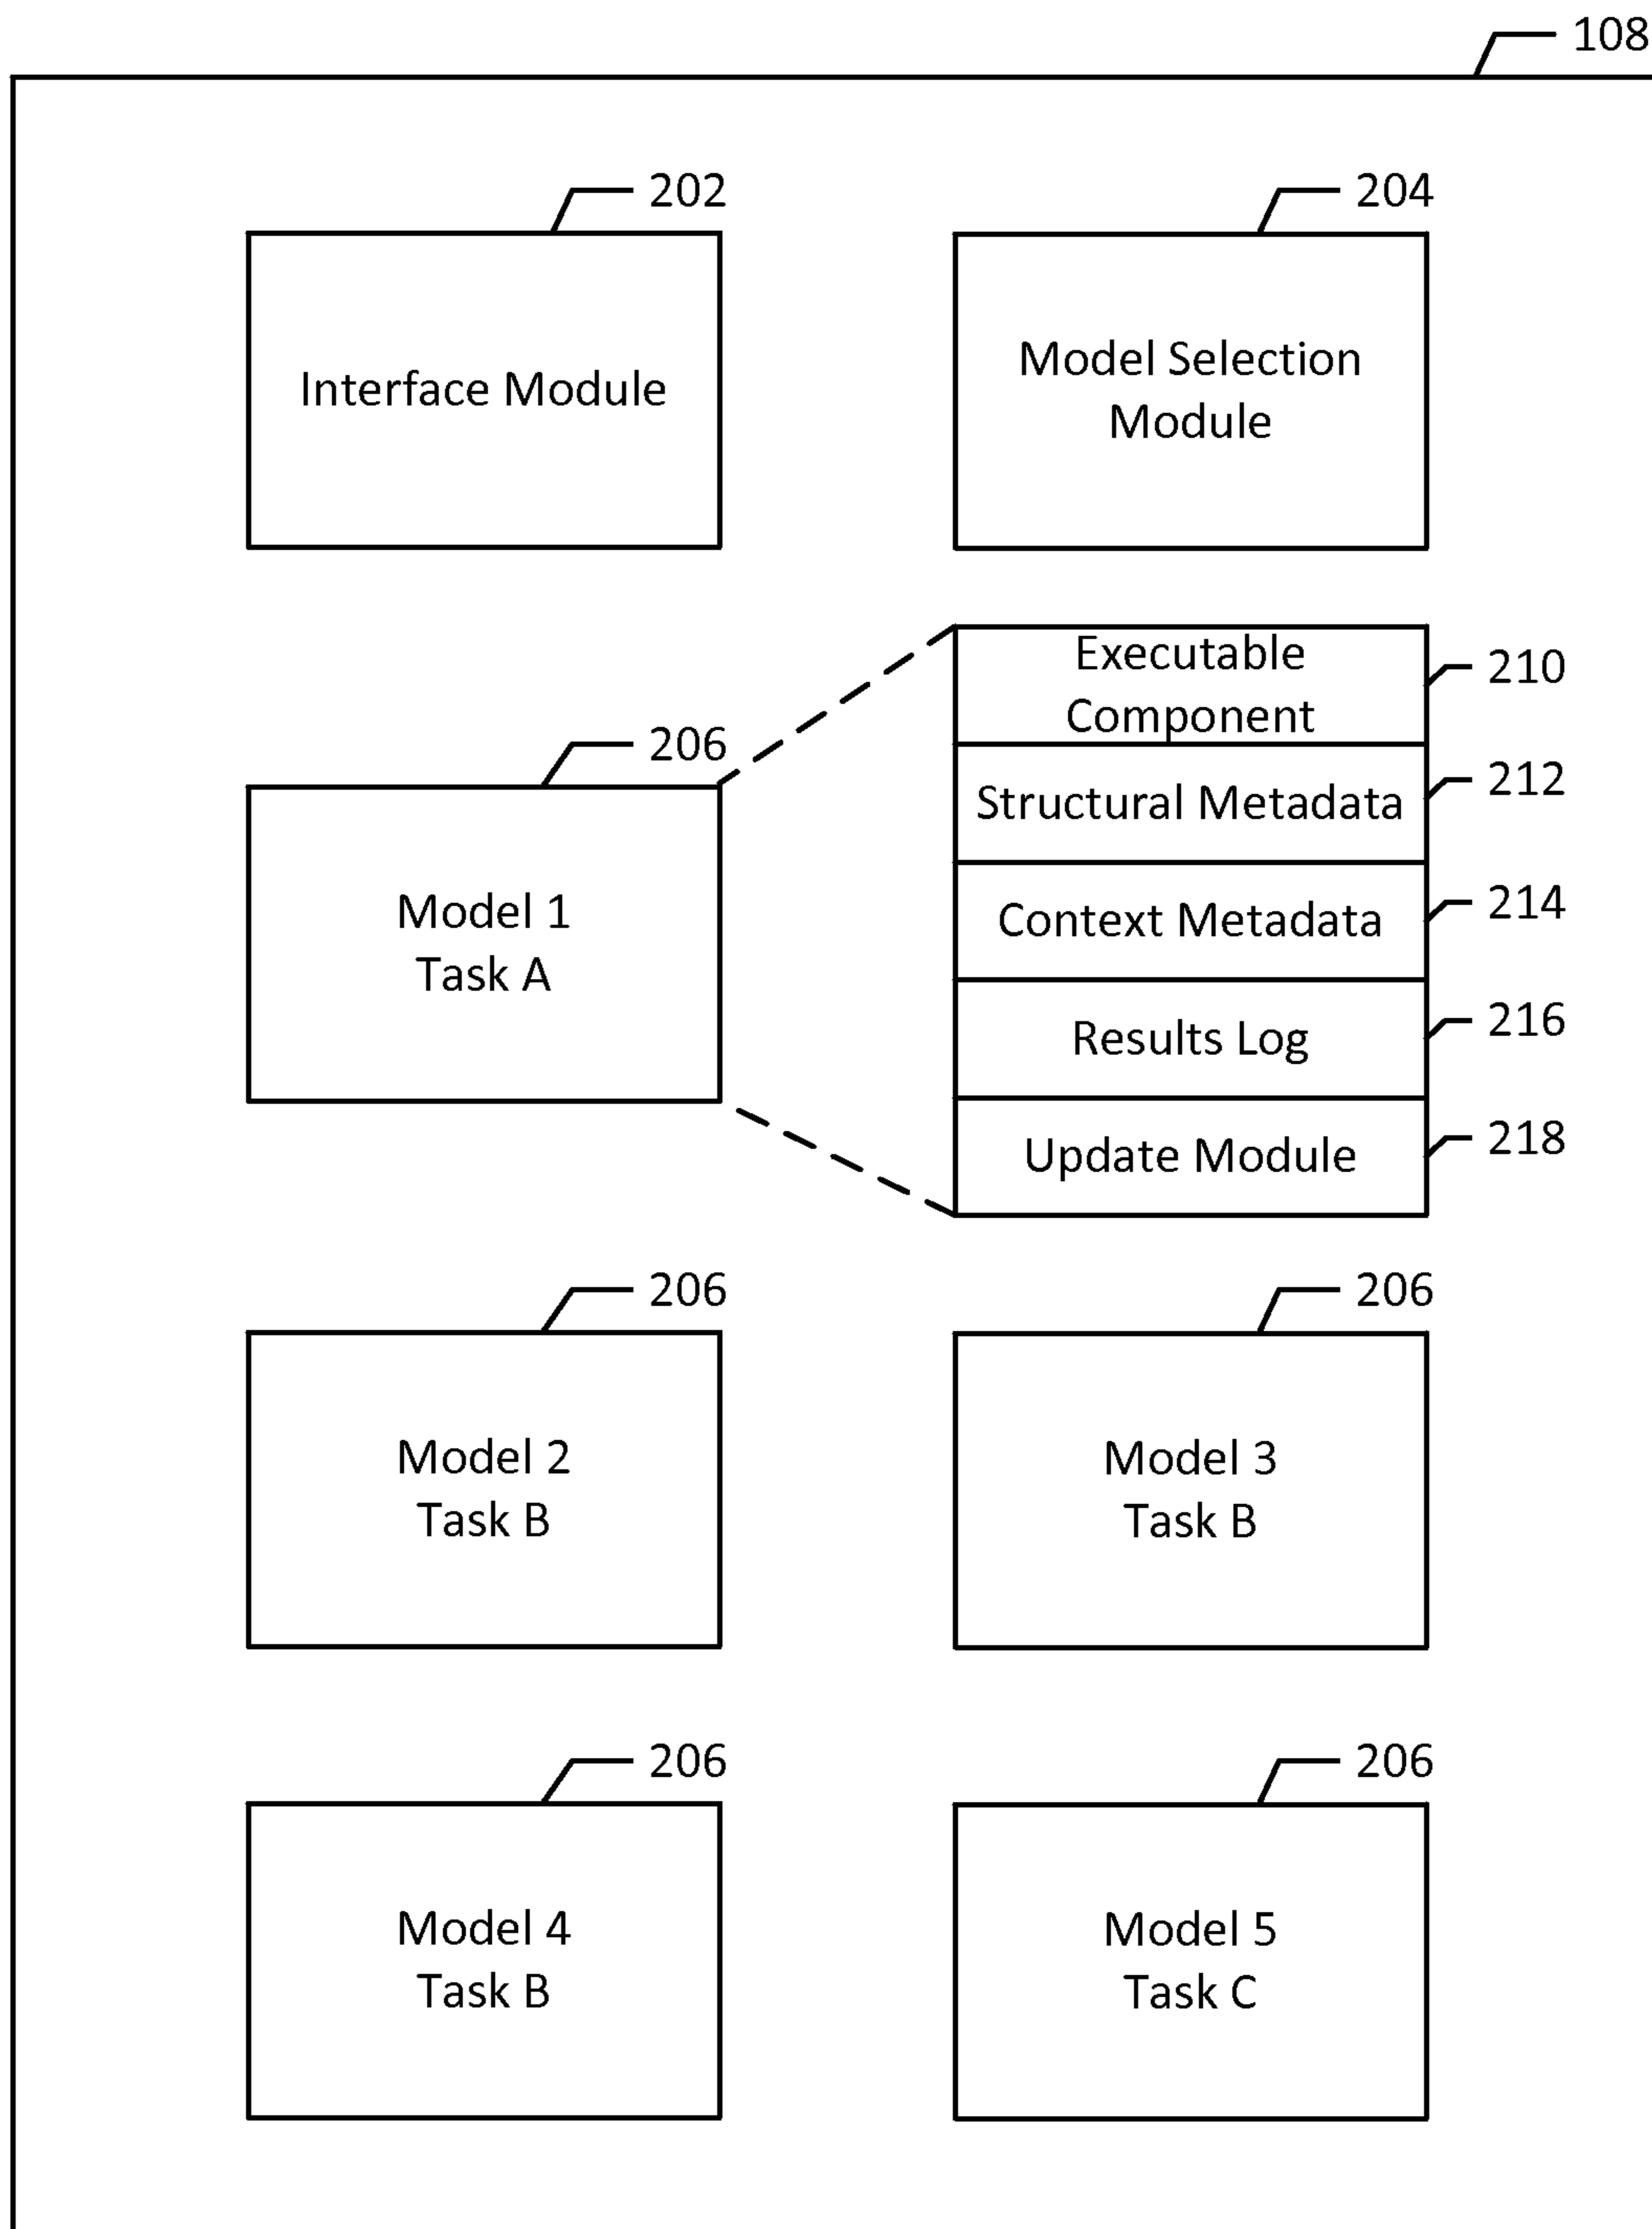 108
202
204
Interface Module
Model Selection
Module
206
Model 1
Task A
Executable
Component
210
Structural Metadata
212
Context Metadata
214
Results Log
216
Update Module
218
206
206
Model 2
Task B
Model 3
Task B
206
206
Model 4
Task B
Model 5
Task C